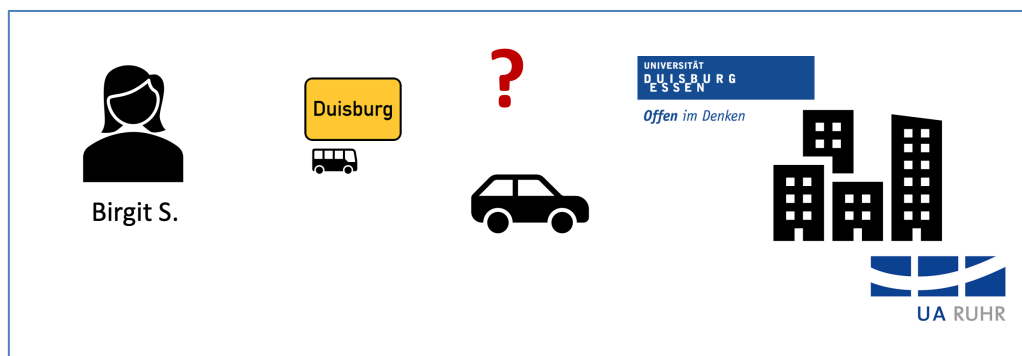 Birgit S.
Duisburg
?
UNIVERSITÄT
DUISBURG
ESSEN
Offen im Denken
UA RUHR